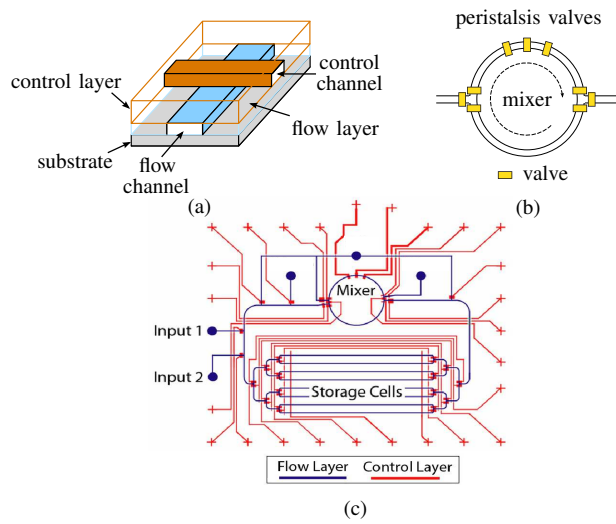 control layer
control
channel
flow layer
substrate
flow
channel
(a)
peristalsis valves
mixer
valve
(b)
Mixer
Input 1
Input 2
Storage Cells
Flow Layer
Control Layer
(c)